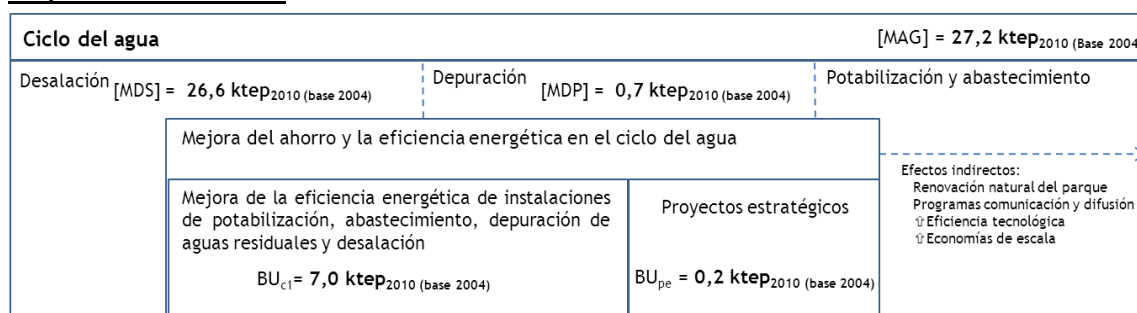 Ciclo del agua
[MAG] = 27,2 ktep2010 (Base 2004
Desalación [MDS] = 26,6 ktep2010 (base 2004)
Depuración [MDP] = 0,7 ktep2010 (base 2004)
Potabilización y abastecimiento
Mejora del ahorro y la eficiencia energética en el ciclo del agua
Mejora de la eficiencia energética de instalaciones
de potabilización, abastecimiento, depuración de
aguas residuales y desalación
BUc1= 7,0 ktep2010 (base 2004)
Proyectos estratégicos
BUpe = 0,2 ktep2010 (base 2004)
Efectos indirectos:
Renovación natural del parque
Programas comunicación y difusión
⇧Eficiencia tecnológica
⇧Economías de escala